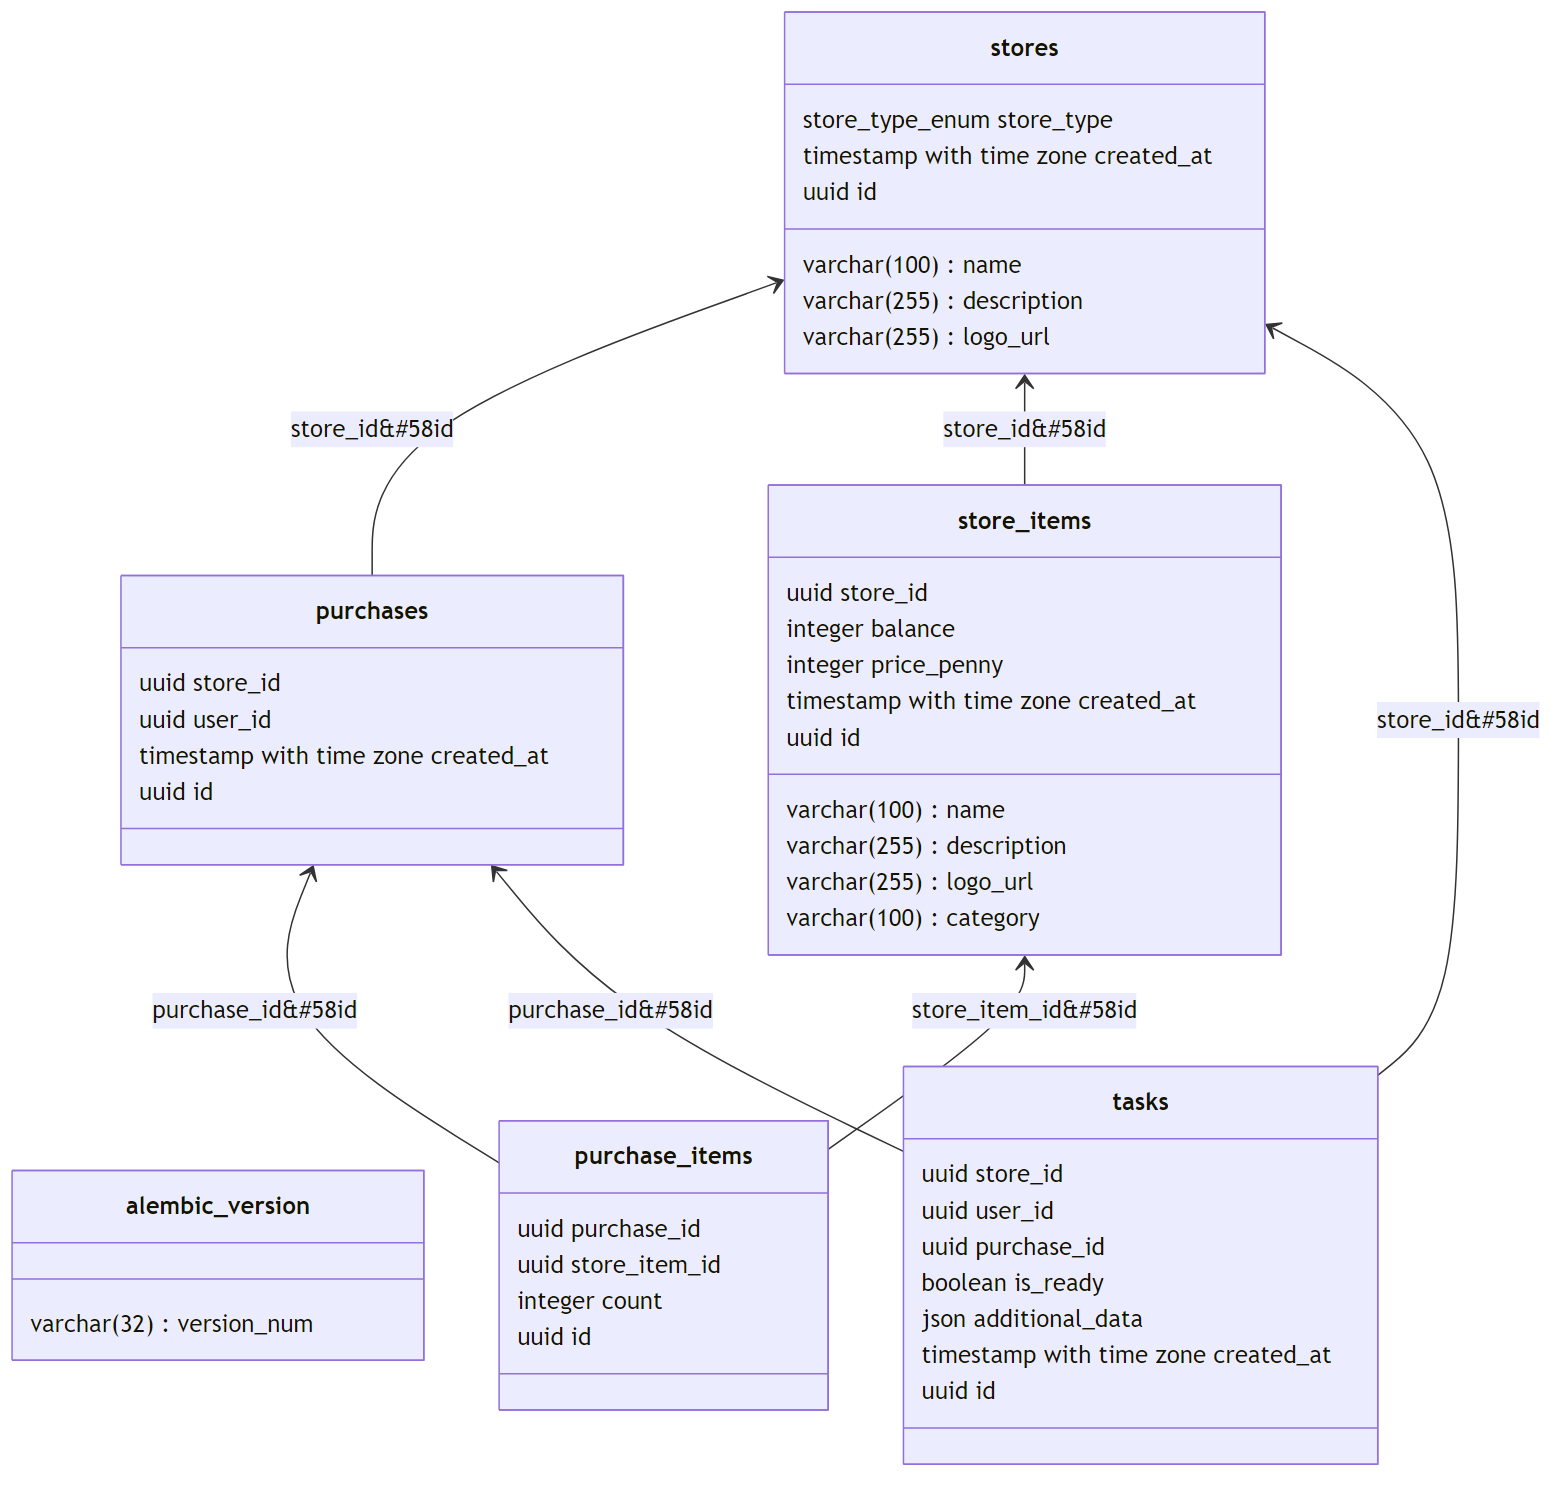 stores
store_type_enum store_type
timestamp with time zone created_at
uuid id
varchar(100) : name
varchar(255) : description
varchar(255) : logo_url
store_id&#58id
store_id&#58id
store_id&#58id
purchases
uuid store_id
uuid user_id
timestamp with time zone created_at
uuid id
store_items
uuid store_id
integer balance
integer price_penny
timestamp with time zone created_at
uuid id
varchar(100) : name
varchar(255) : description
varchar(255) : logo_url
varchar(100) : category
purchase_id&#58id
purchase_id&#58id
store_item_id&#58id
alembic_version
varchar(32) : version_num
purchase_items
uuid purchase_id
uuid store_item_id
integer count
uuid id
tasks
uuid store_id
uuid user_id
uuid purchase_id
boolean is_ready
json additional_data
timestamp with time zone created_at
uuid id